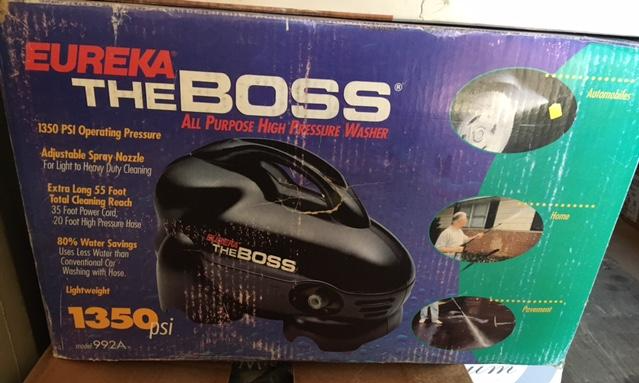 EUREKA®
THE BOSS®
ALL PURPOSE HIGH PRESSURE WASHER
1350 PSI Operating Pressure
Adjustable Spray Nozzle
For Light to Heavy Duty Cleaning
Extra Long 55 Foot
Total Cleaning Reach
35 Foot Power Cord,
20 Foot High Pressure Hose
80% Water Savings
Uses Less Water than
Conventional Car
Washing with Hose.
Lightweight
1350 psi
model 992A
EUREKA
THE BOSS
Automobiles
Home
Pavement